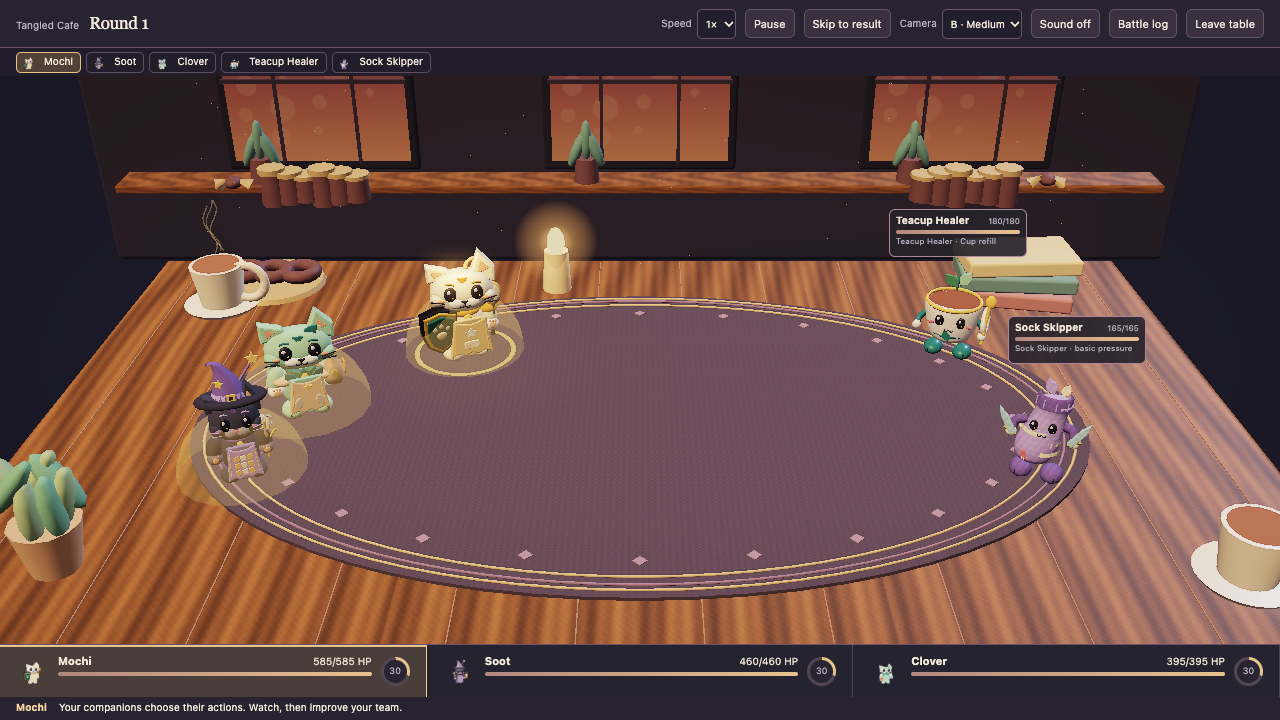 Tangled Cafe Round 1
Speed 1x Pause Skip to result Camera B · Medium Sound off Battle log Leave table
Mochi Soot Clover Teacup Healer Sock Skipper
Teacup Healer 180/180
Teacup Healer · Cup refill
Sock Skipper 165/165
Sock Skipper · basic pressure
Mochi 585/585 HP 30
Soot 460/460 HP 30
Clover 395/395 HP 30
Mochi Your companions choose their actions. Watch, then improve your team.